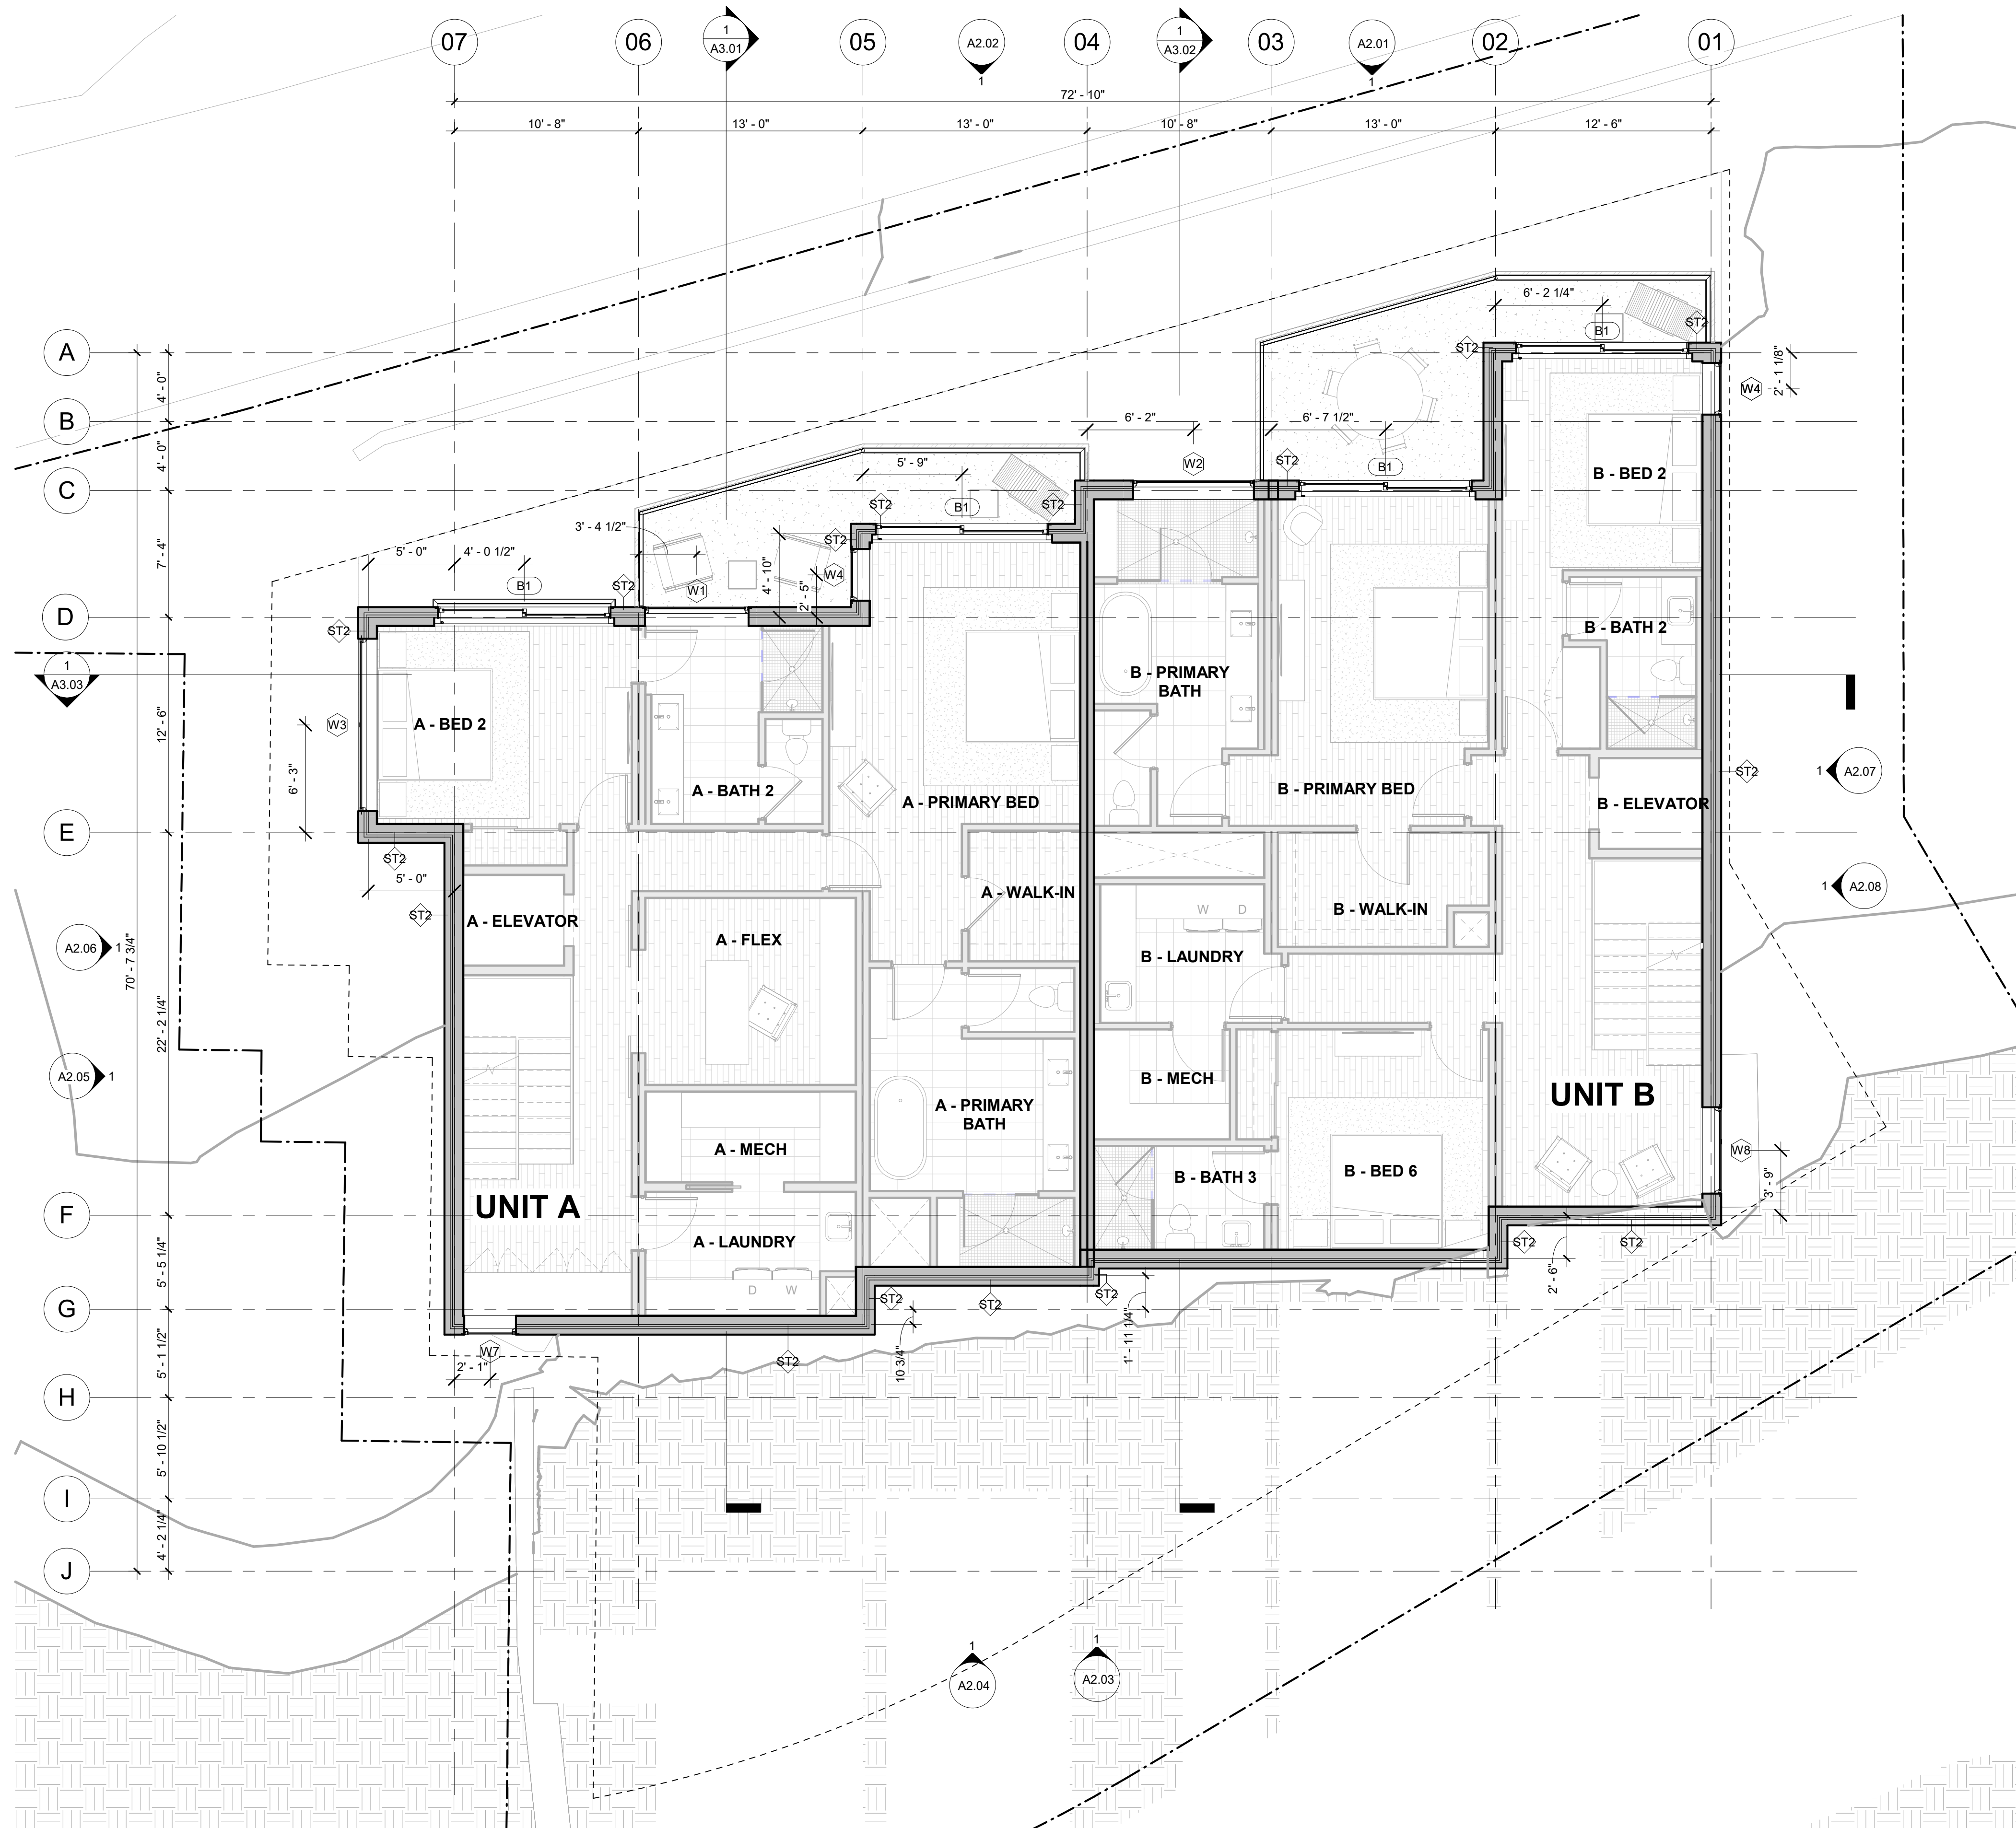 07
06
1
A3.01
05
A2.02
1
04
1
A3.02
03
A2.01
1
02
01
72' - 10"
10' - 8"
13' - 0"
13' - 0"
10' - 8"
13' - 0"
12' - 6"
A
B
C
D
E
F
G
H
I
J
4' - 0"
4' - 0"
7' - 4"
12' - 6"
22' - 2 1/4"
5' - 5 1/4"
5' - 1 1/2"
5' - 10 1/2"
4' - 2 1/4"
70' - 7 3/4"
6' - 2 1/4"
B1
ST2
ST2
W4
2' - 1 1/8"
6' - 2"
W2
6' - 7 1/2"
B1
ST2
B - BED 2
5' - 9"
B1
ST2
ST2
3' - 4 1/2"
ST2
W4
4' - 10"
2' - 5"
W1
5' - 0"
4' - 0 1/2"
B1
ST2
ST2
1
A3.03
W3
6' - 3"
A - BED 2
A - BATH 2
A - PRIMARY BED
B - PRIMARY
BATH
B - PRIMARY BED
B - BATH 2
B - ELEVATOR
ST2
1
A2.07
1
A2.08
ST2
5' - 0"
ST2
A2.06
1
A2.05
1
A - ELEVATOR
A - FLEX
A - WALK-IN
B - WALK-IN
W
D
B - LAUNDRY
B - MECH
A - PRIMARY
BATH
A - MECH
UNIT A
A - LAUNDRY
D
W
B - BATH 3
B - BED 6
UNIT B
W8
3' - 9"
ST2
ST2
2' - 6"
ST2
ST2
ST2
1' - 11 1/4"
10 3/4"
ST2
W7
2' - 1"
1
A2.04
1
A2.03